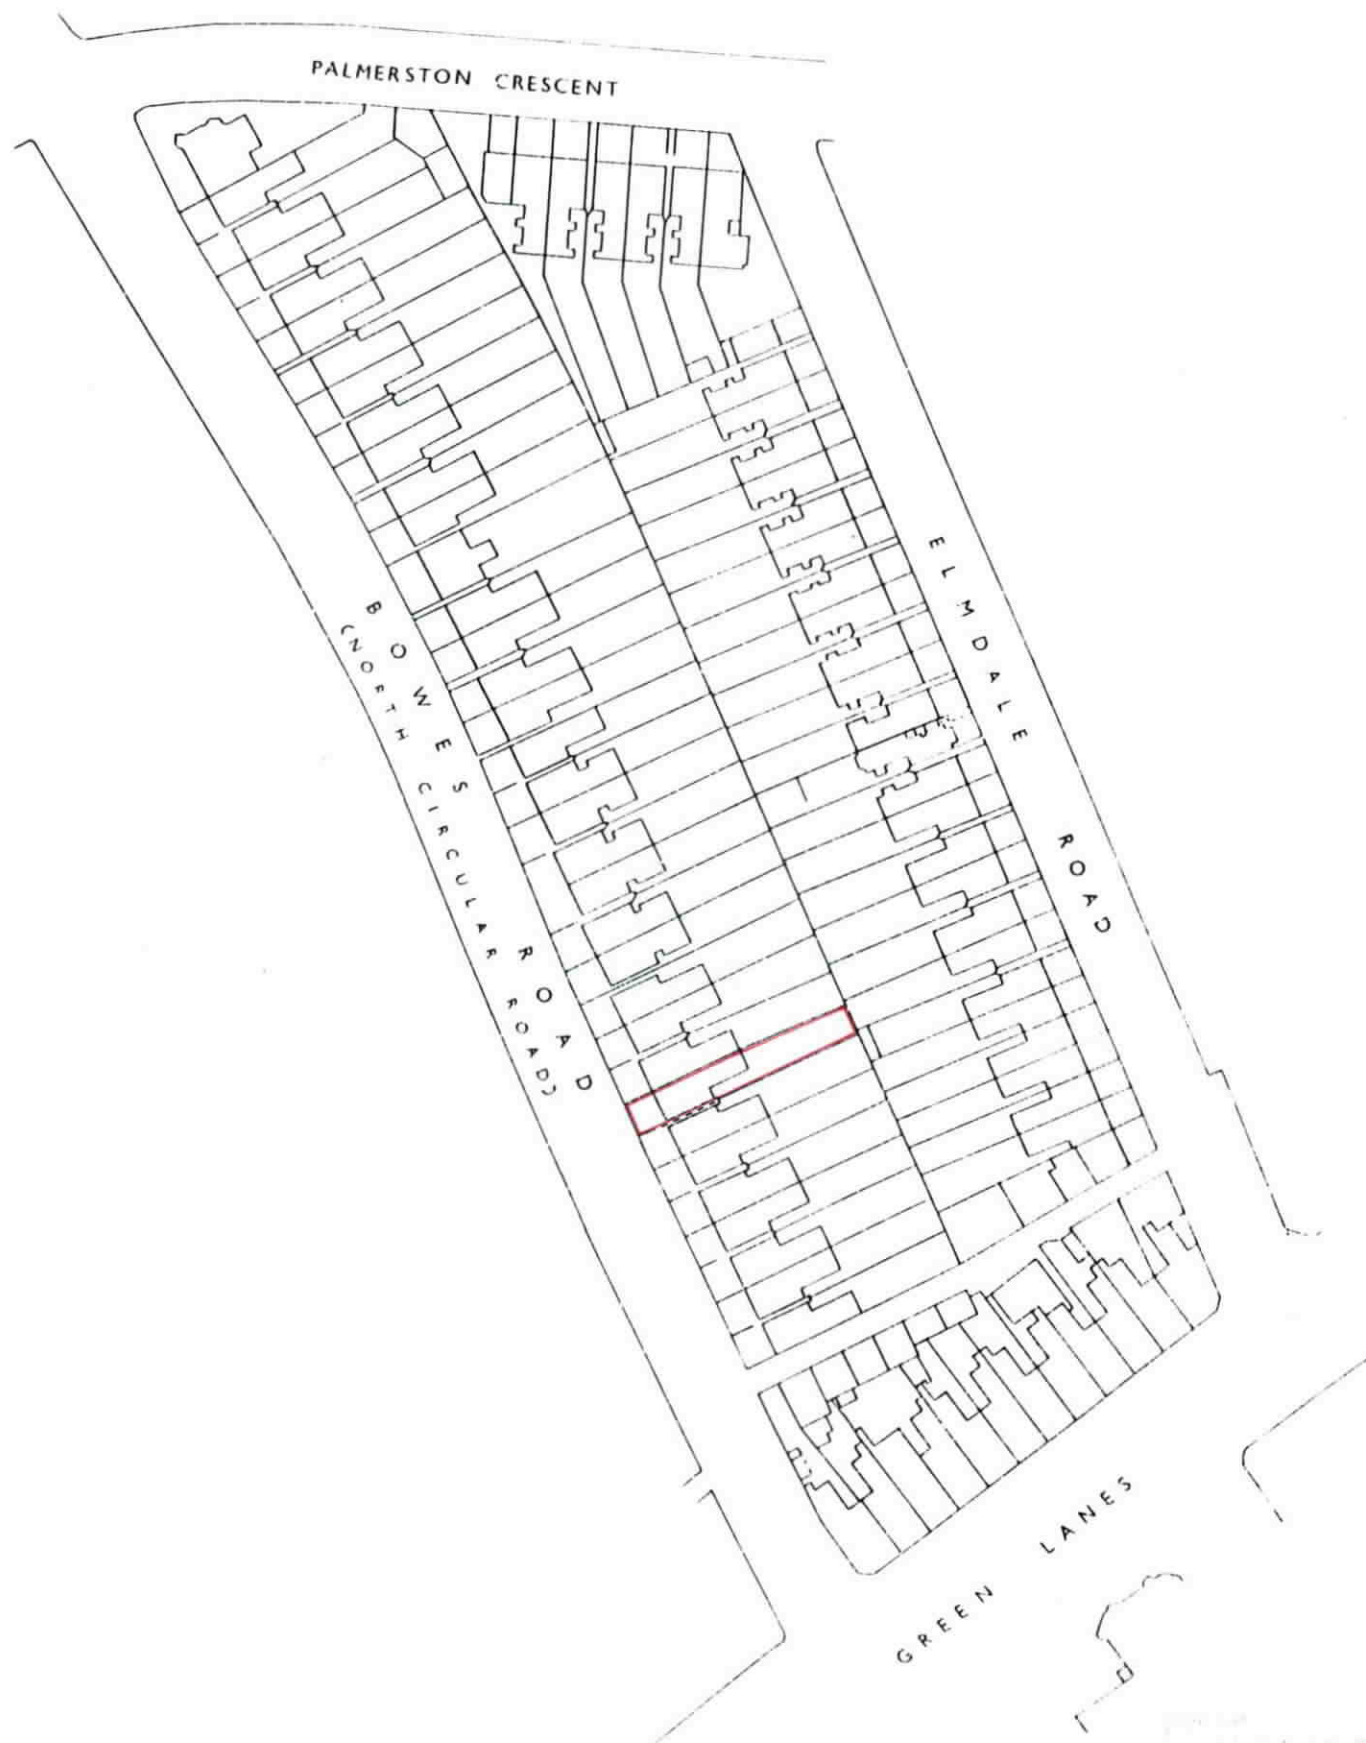 PALMERSTON CRESCENT
BOWES ROAD
(NORTH CIRCULAR ROAD)
ELMDALE ROAD
GREEN LANES